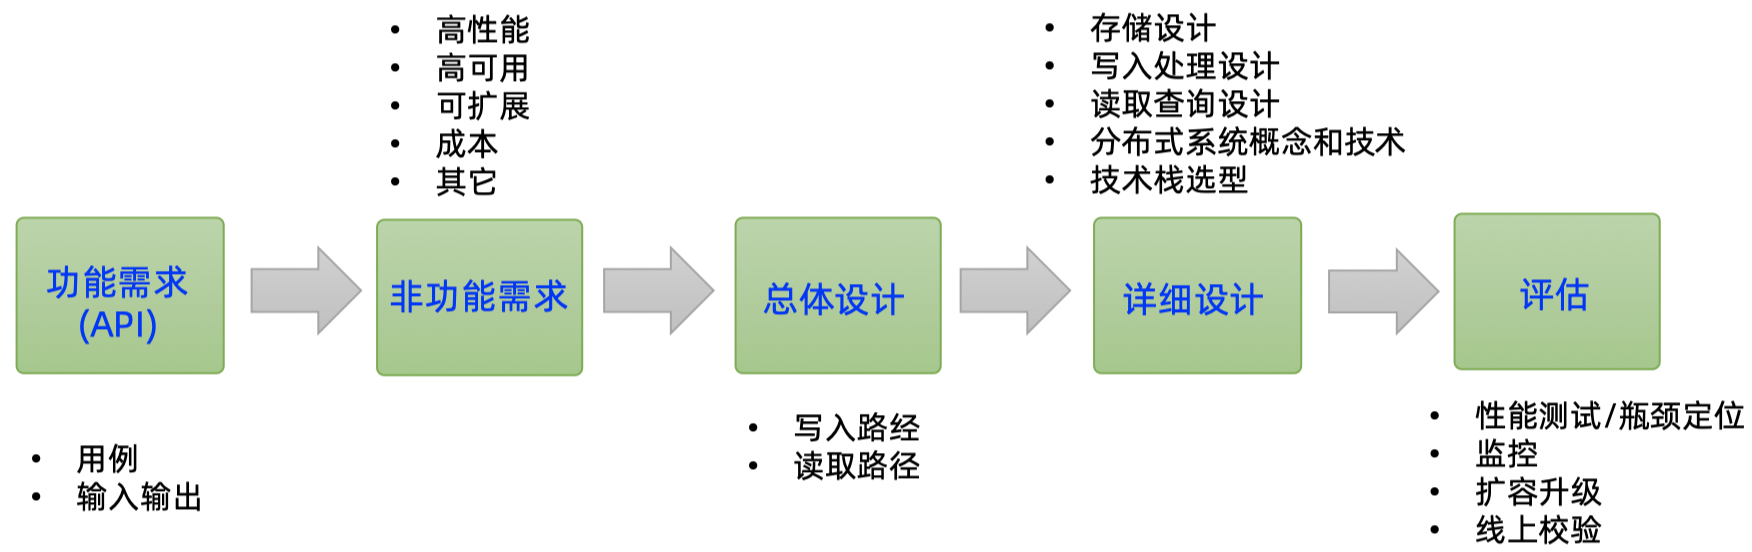 • 高性能
• 高可用
• 可扩展
• 成本
• 其它
• 存储设计
• 写入处理设计
• 读取查询设计
• 分布式系统概念和技术
• 技术栈选型
功能需求
(API)
非功能需求
总体设计
详细设计
评估
• 用例
• 输入输出
• 写入路经
• 读取路径
• 性能测试/瓶颈定位
• 监控
• 扩容升级
• 线上校验